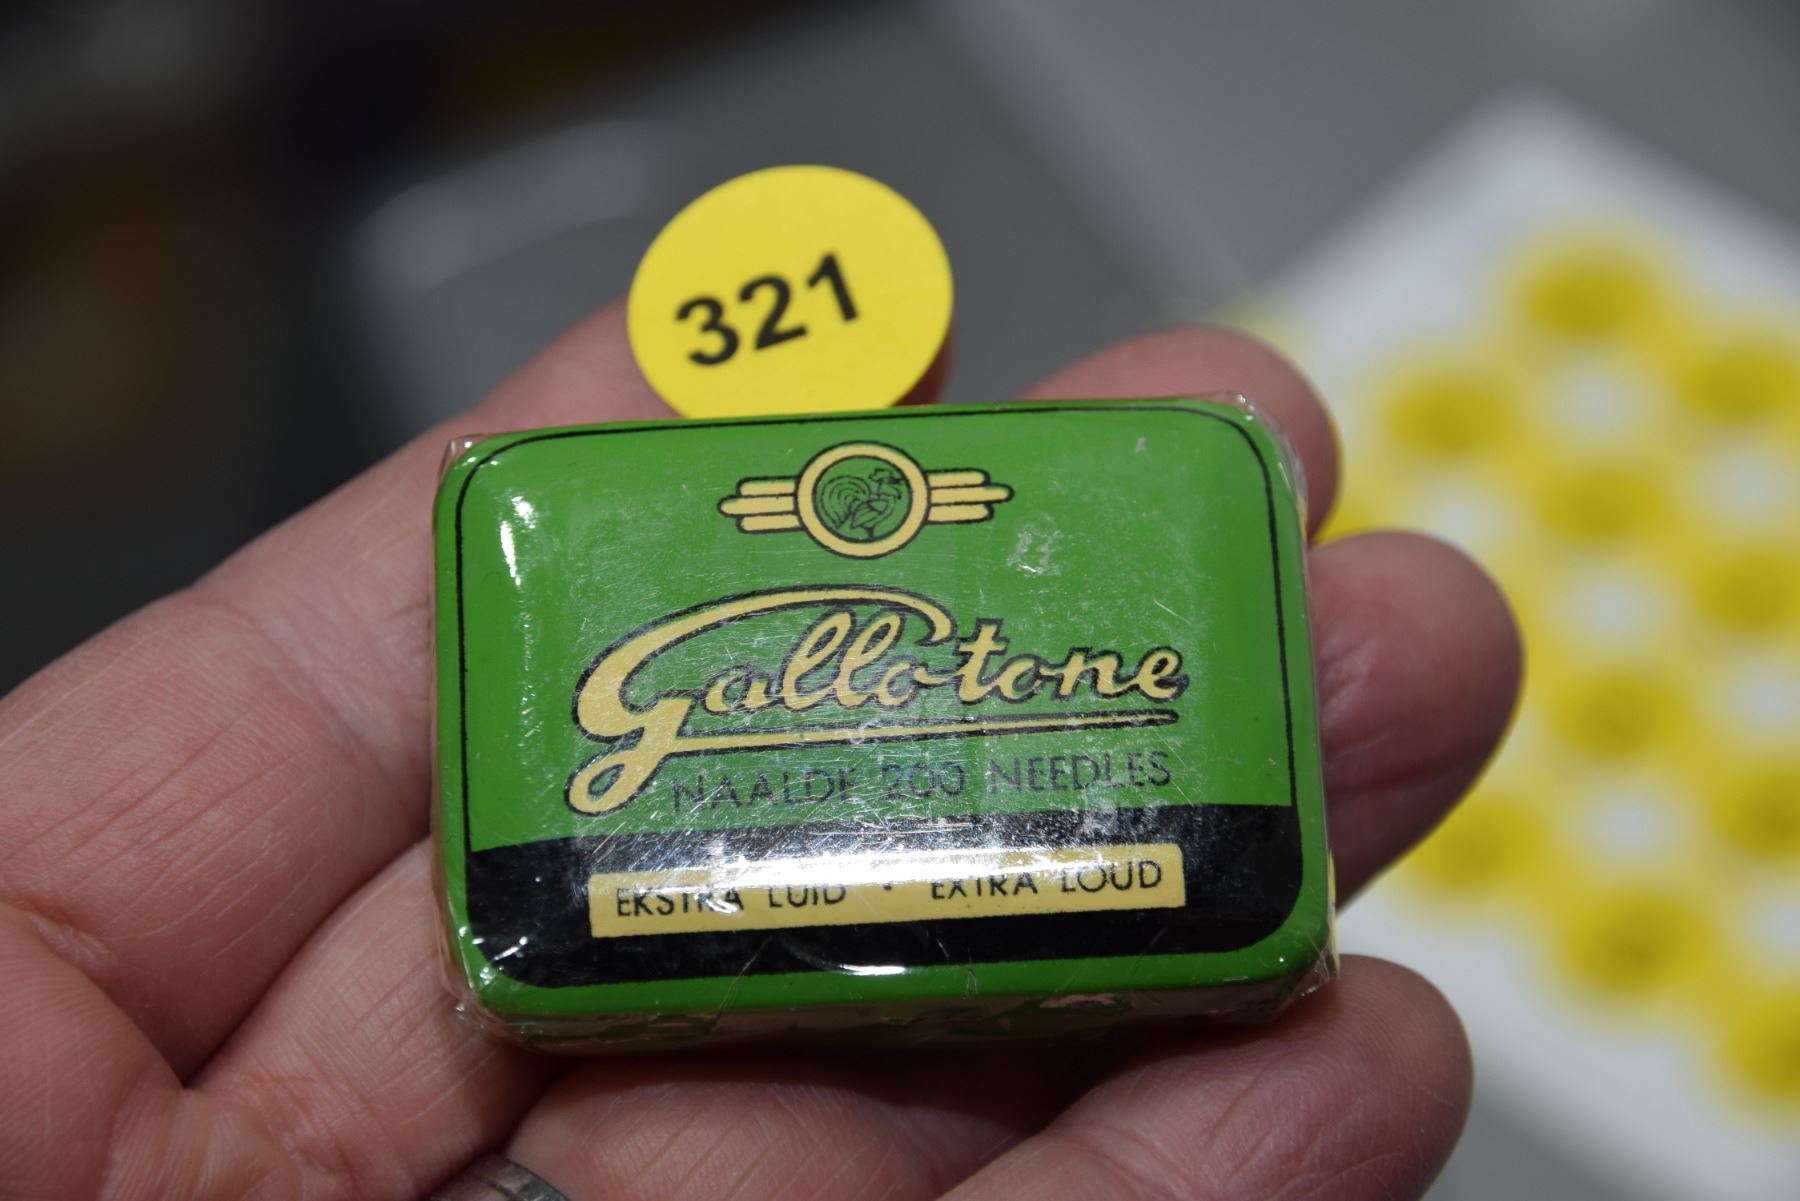 321
Gallotone
NAALDE 200 NEEDLES
EKSTRA LUID · EXTRA LOUD